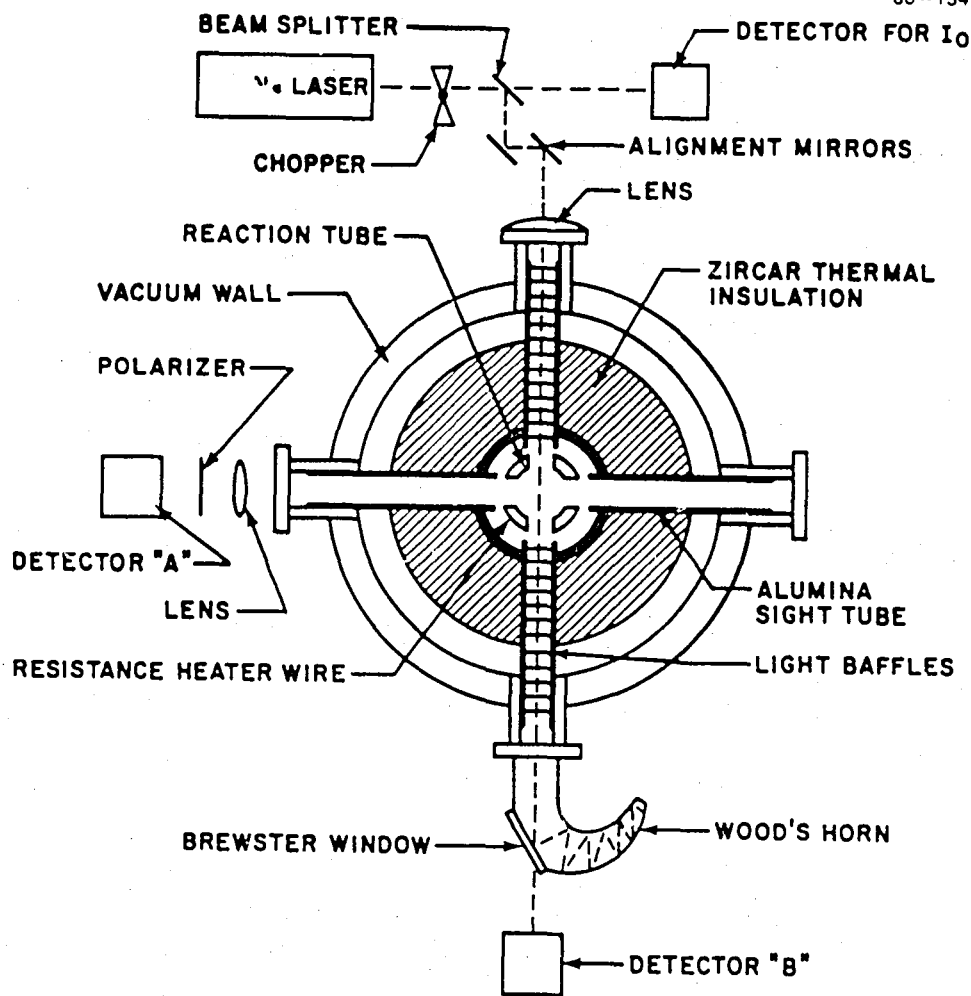 BEAM SPLITTER
DETECTOR FOR I0
LASER
CHOPPER
ALIGNMENT MIRRORS
LENS
REACTION TUBE
ZIRCAR THERMAL
INSULATION
VACUUM WALL
POLARIZER
DETECTOR "A"
LENS
ALUMINA
SIGHT TUBE
RESISTANCE HEATER WIRE
LIGHT BAFFLES
BREWSTER WINDOW
WOOD'S HORN
DETECTOR "B"